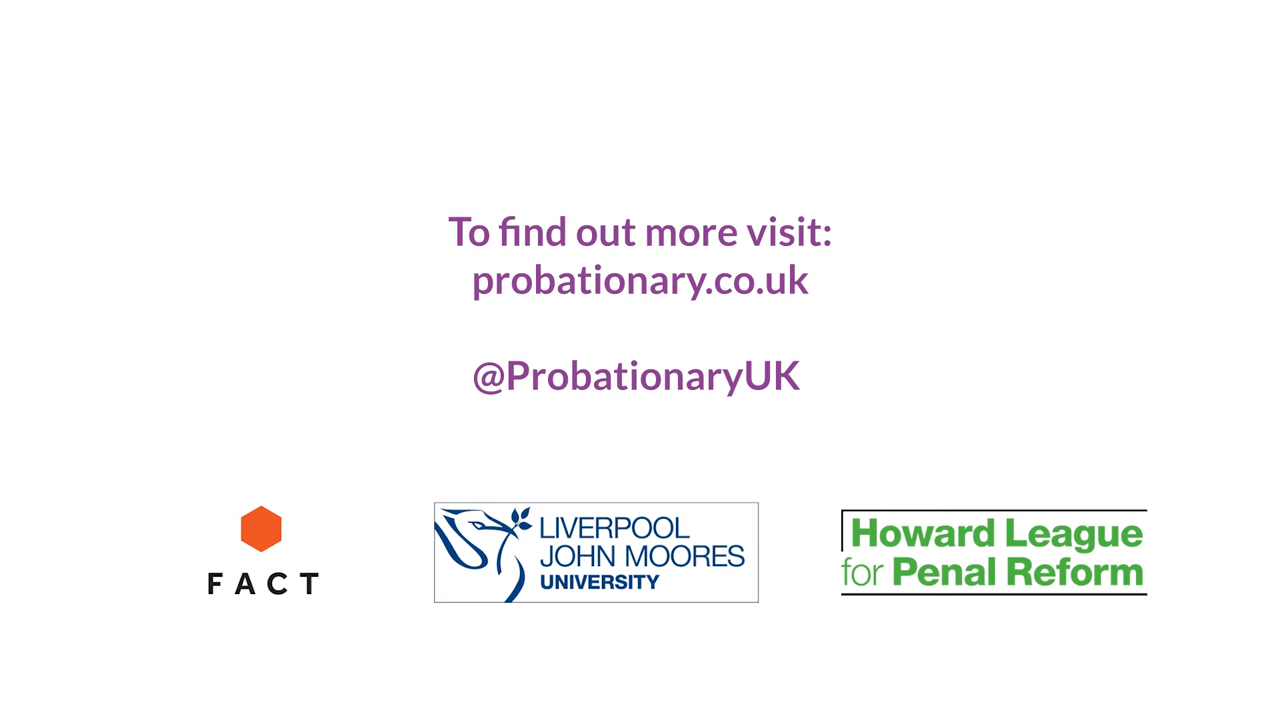 To find out more visit:
probationary.co.uk
@ProbationaryUK
FACT
LIVERPOOL
JOHN MOORES
UNIVERSITY
Howard League
for Penal Reform